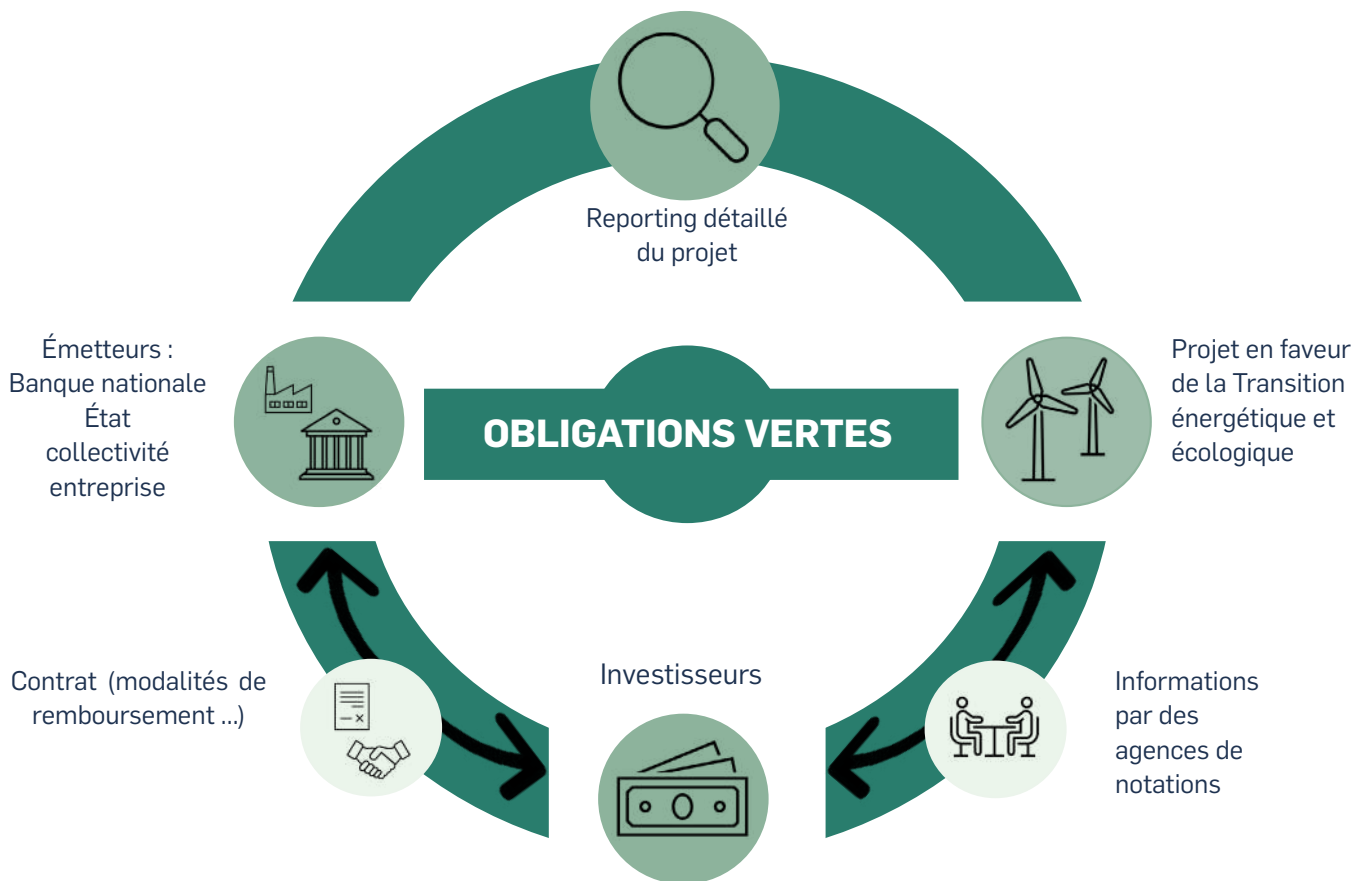 Reporting détaillé
du projet
Émetteurs :
Banque nationale
État
collectivité
entreprise
OBLIGATIONS VERTES
Projet en faveur
de la Transition
énergétique et
écologique
Contrat (modalités de
remboursement ...)
Investisseurs
Informations
par des
agences de
notations